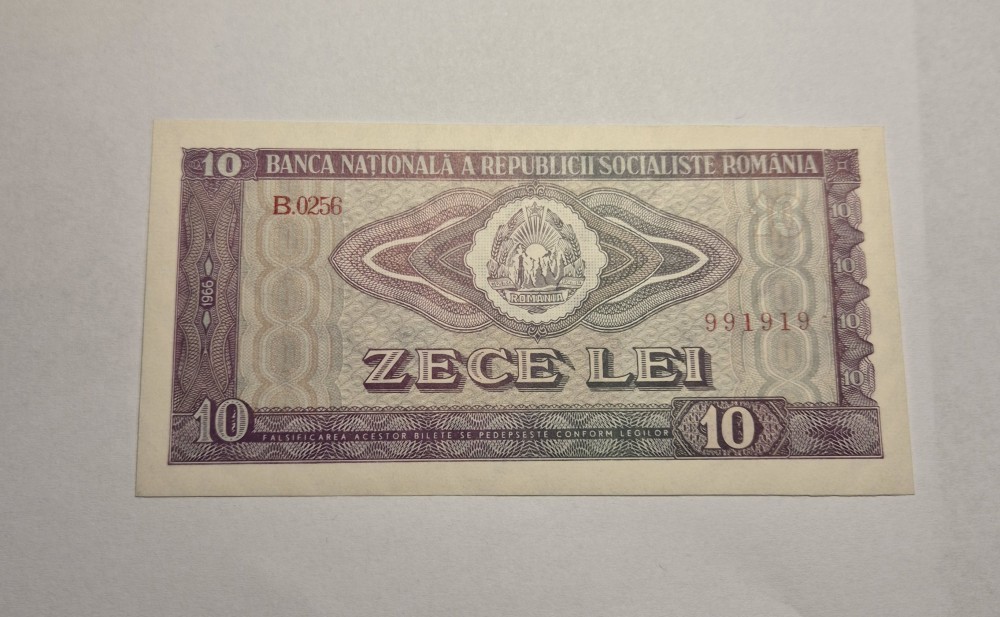 10 BANCA NAȚIONALĂ A REPUBLICII SOCIALISTE ROMÂNIA
B.0256
10
10
1966
ROMANIA
991919
10
ZECE LEI
10
10 FALSIFICAREA ACESTOR BILETE SE PEDEPSEȘTE CONFORM LEGILOR 10